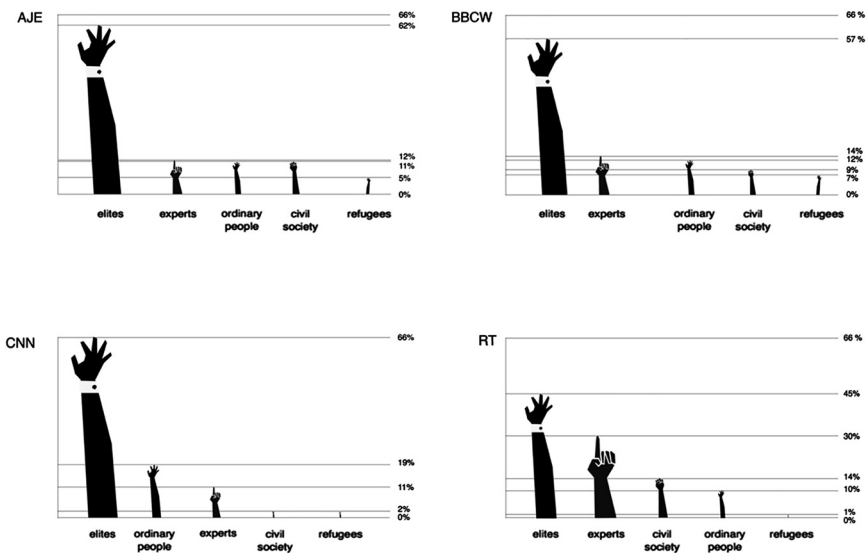 AJE
66%
62%
12%
11%
5%
0%
elites
experts
ordinary
people
civil
society
refugees
BBCW
66 %
57 %
14%
12%
9%
7%
0%
elites
experts
ordinary
people
civil
society
refugees
CNN
66%
19%
11%
2%
0%
elites
ordinary
people
experts
civil
society
refugees
RT
66 %
45%
30%
14%
10%
1%
0%
elites
experts
civil
society
ordinary
people
refugees